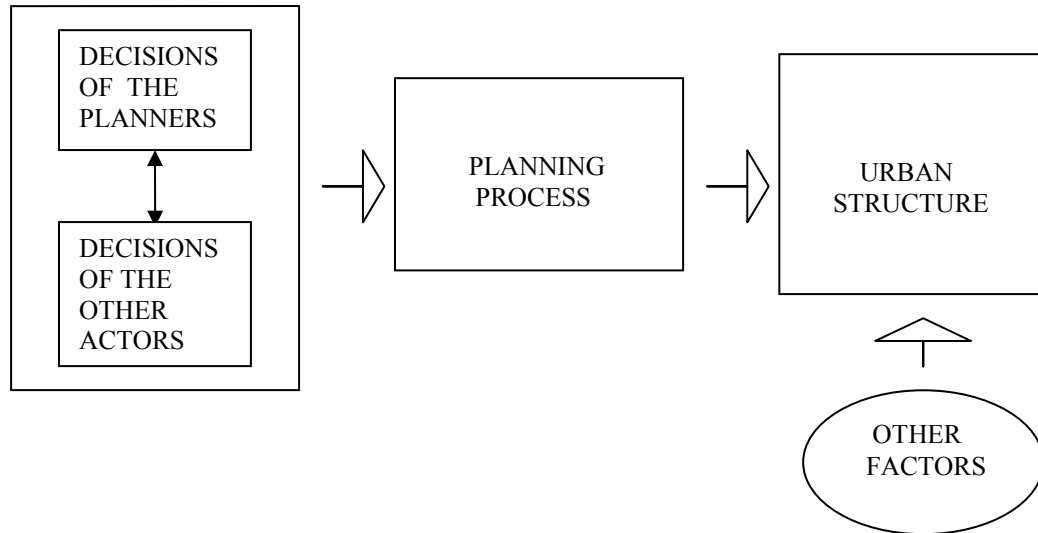 DECISIONS
OF THE
PLANNERS
DECISIONS
OF THE
OTHER
ACTORS
PLANNING
PROCESS
URBAN
STRUCTURE
OTHER
FACTORS